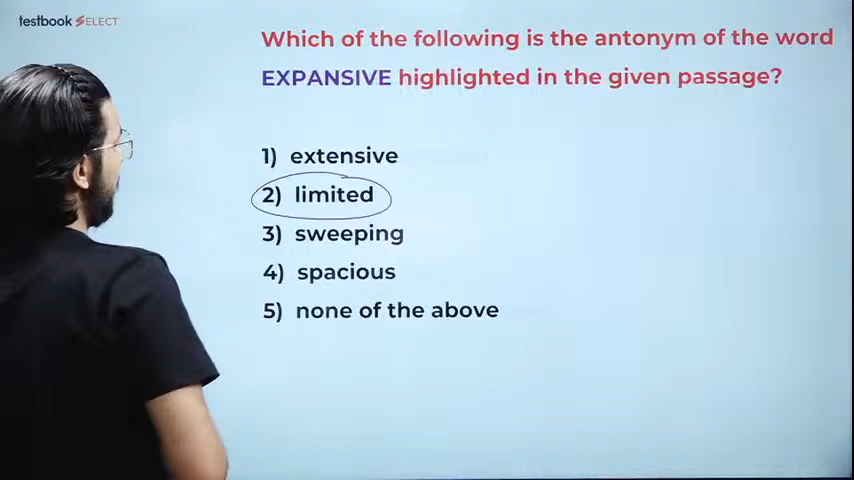 testbook SELECT
Which of the following is the antonym of the word
EXPANSIVE highlighted in the given passage?
1) extensive
2) limited
3) sweeping
4) spacious
5) none of the above